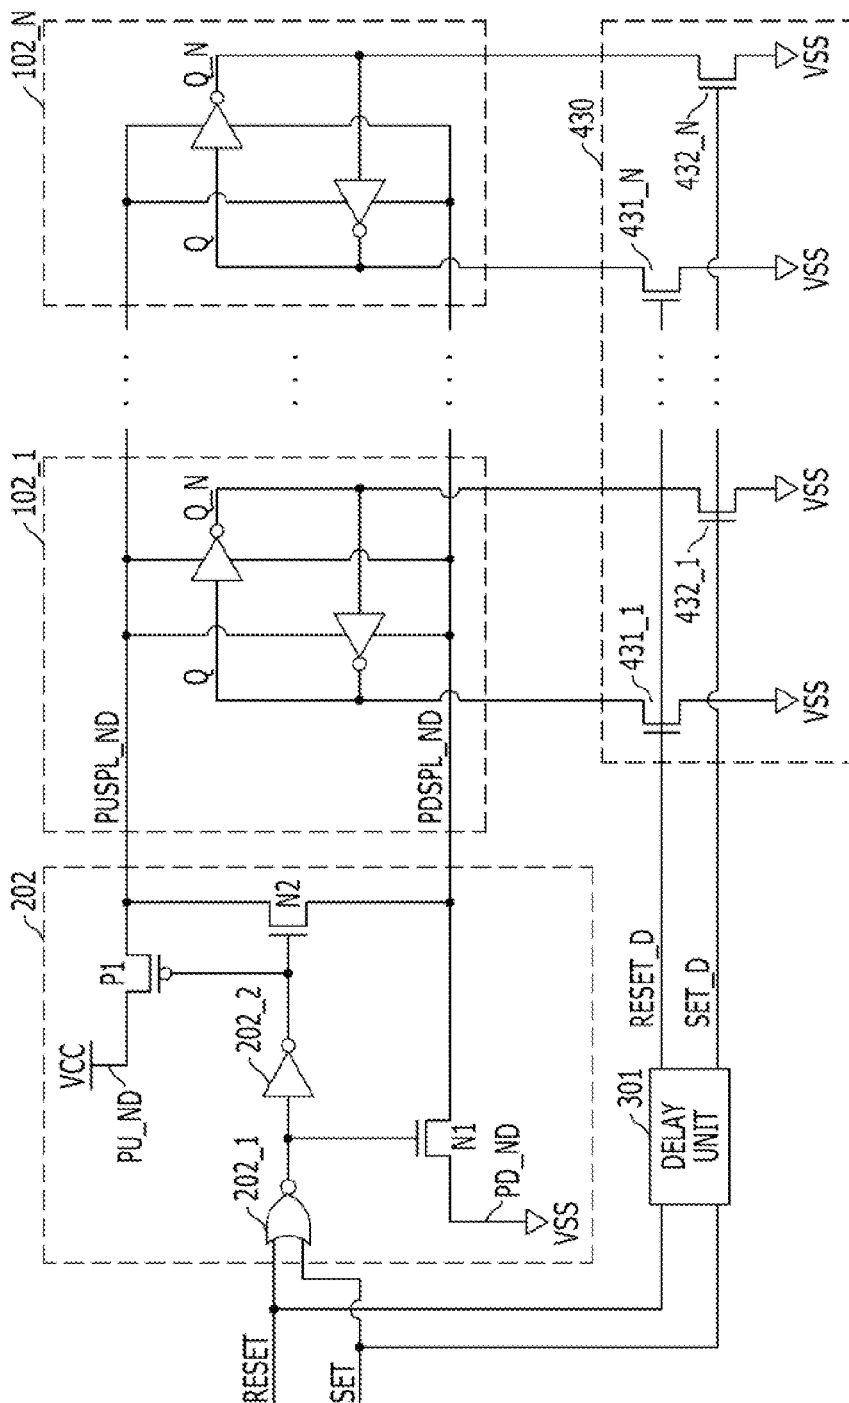 202
102_1
102_N
VCC
PU_ND
P1
PUSPL_ND
Q
Q_N
Q
Q_N
202_1
202_2
N2
N1
PD_ND
VSS
PDSPL_ND
RESET
SET
301
DELAY
UNIT
RESET_D
SET_D
430
431_1
432_1
431_N
432_N
VSS
VSS
VSS
VSS